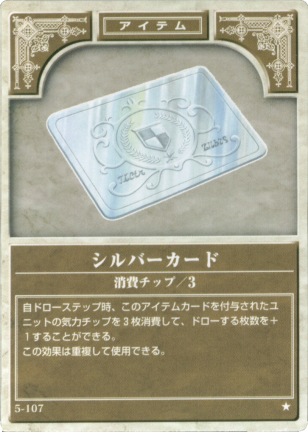 アイテム
シルバーカード
消費チップ/3
自ドローステップ時、このアイテムカードを付与されたユ
ニットの気力チップを3枚消費して、ドローする枚数を+
1することができる。
この効果は重複して使用できる。
5-107
★